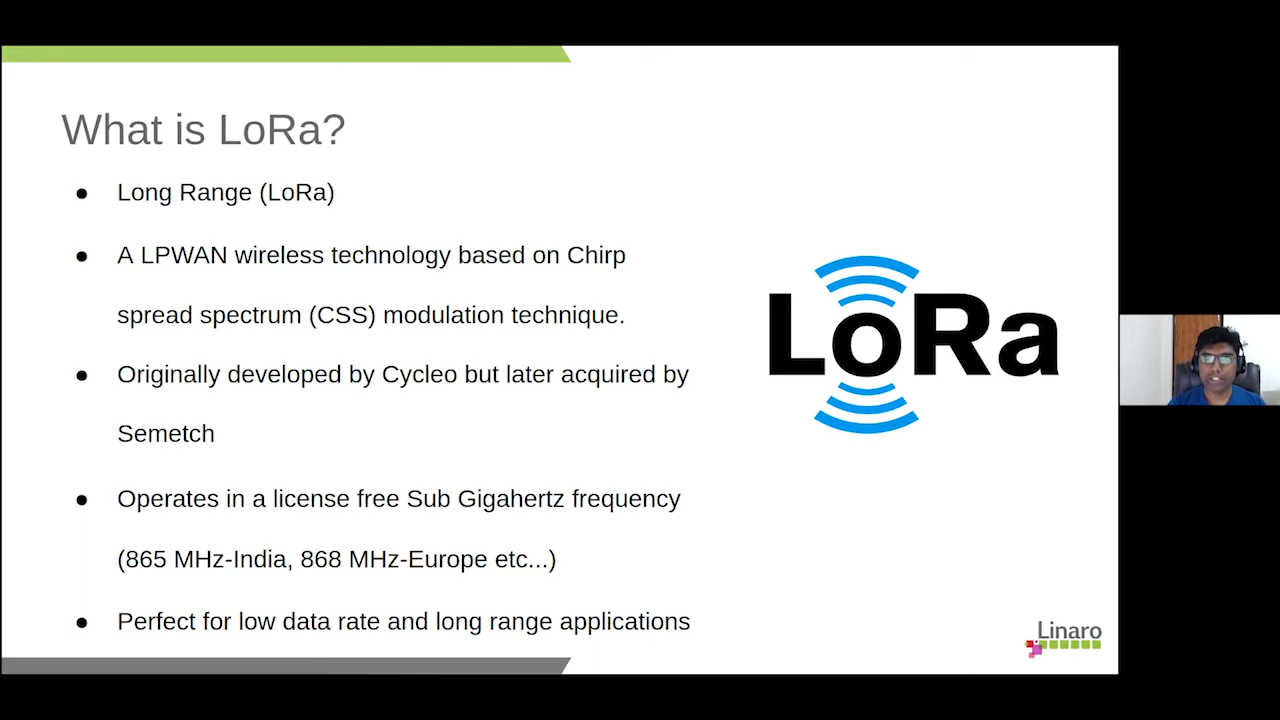 What is LoRa?
● Long Range (LoRa)
● A LPWAN wireless technology based on Chirp
spread spectrum (CSS) modulation technique.
● Originally developed by Cycleo but later acquired by
Semetch
● Operates in a license free Sub Gigahertz frequency
(865 MHz-India, 868 MHz-Europe etc...)
● Perfect for low data rate and long range applications
LoRa
Linaro